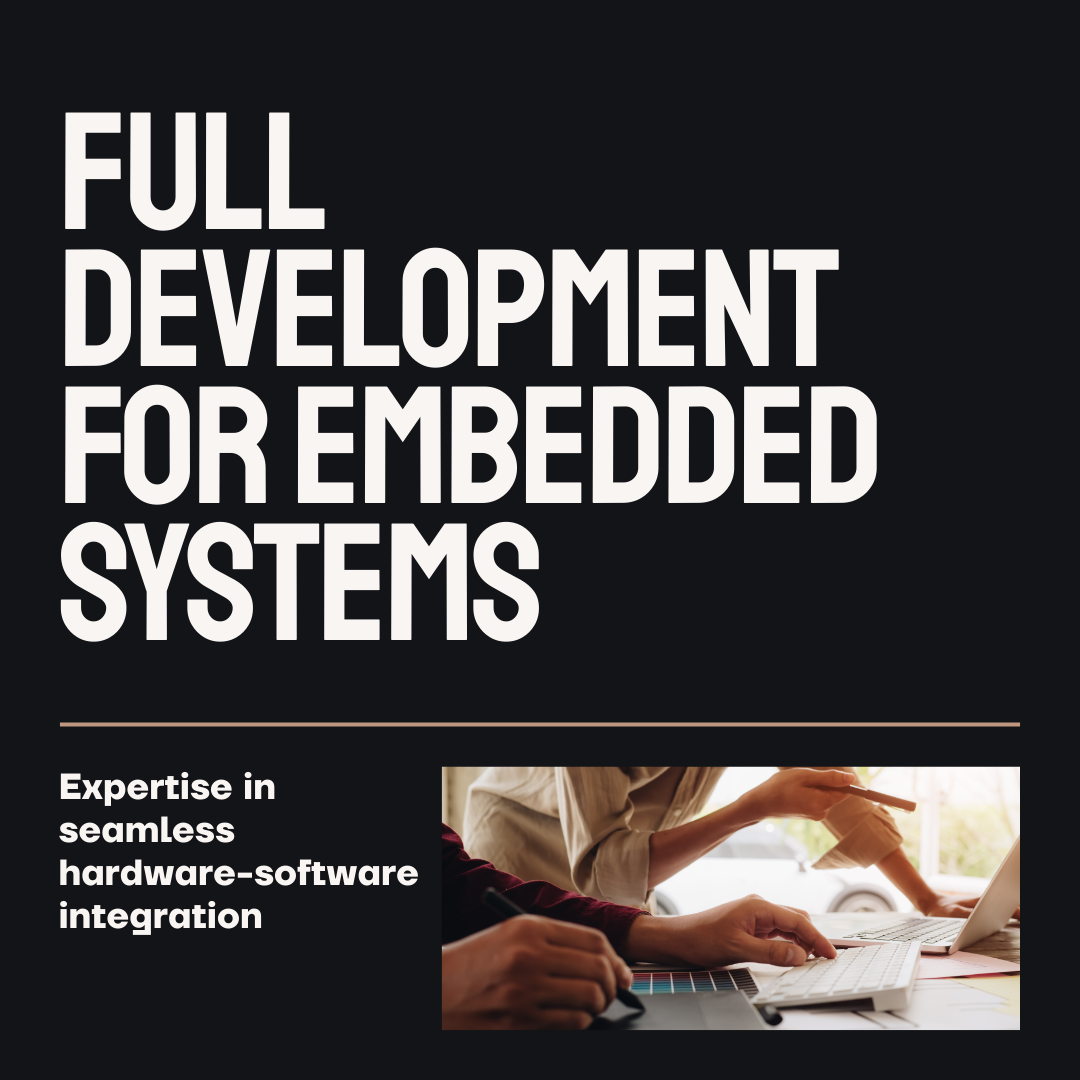 FULL
DEVELOPMENT
FOR EMBEDDED
SYSTEMS
Expertise in
seamless
hardware-software
integration